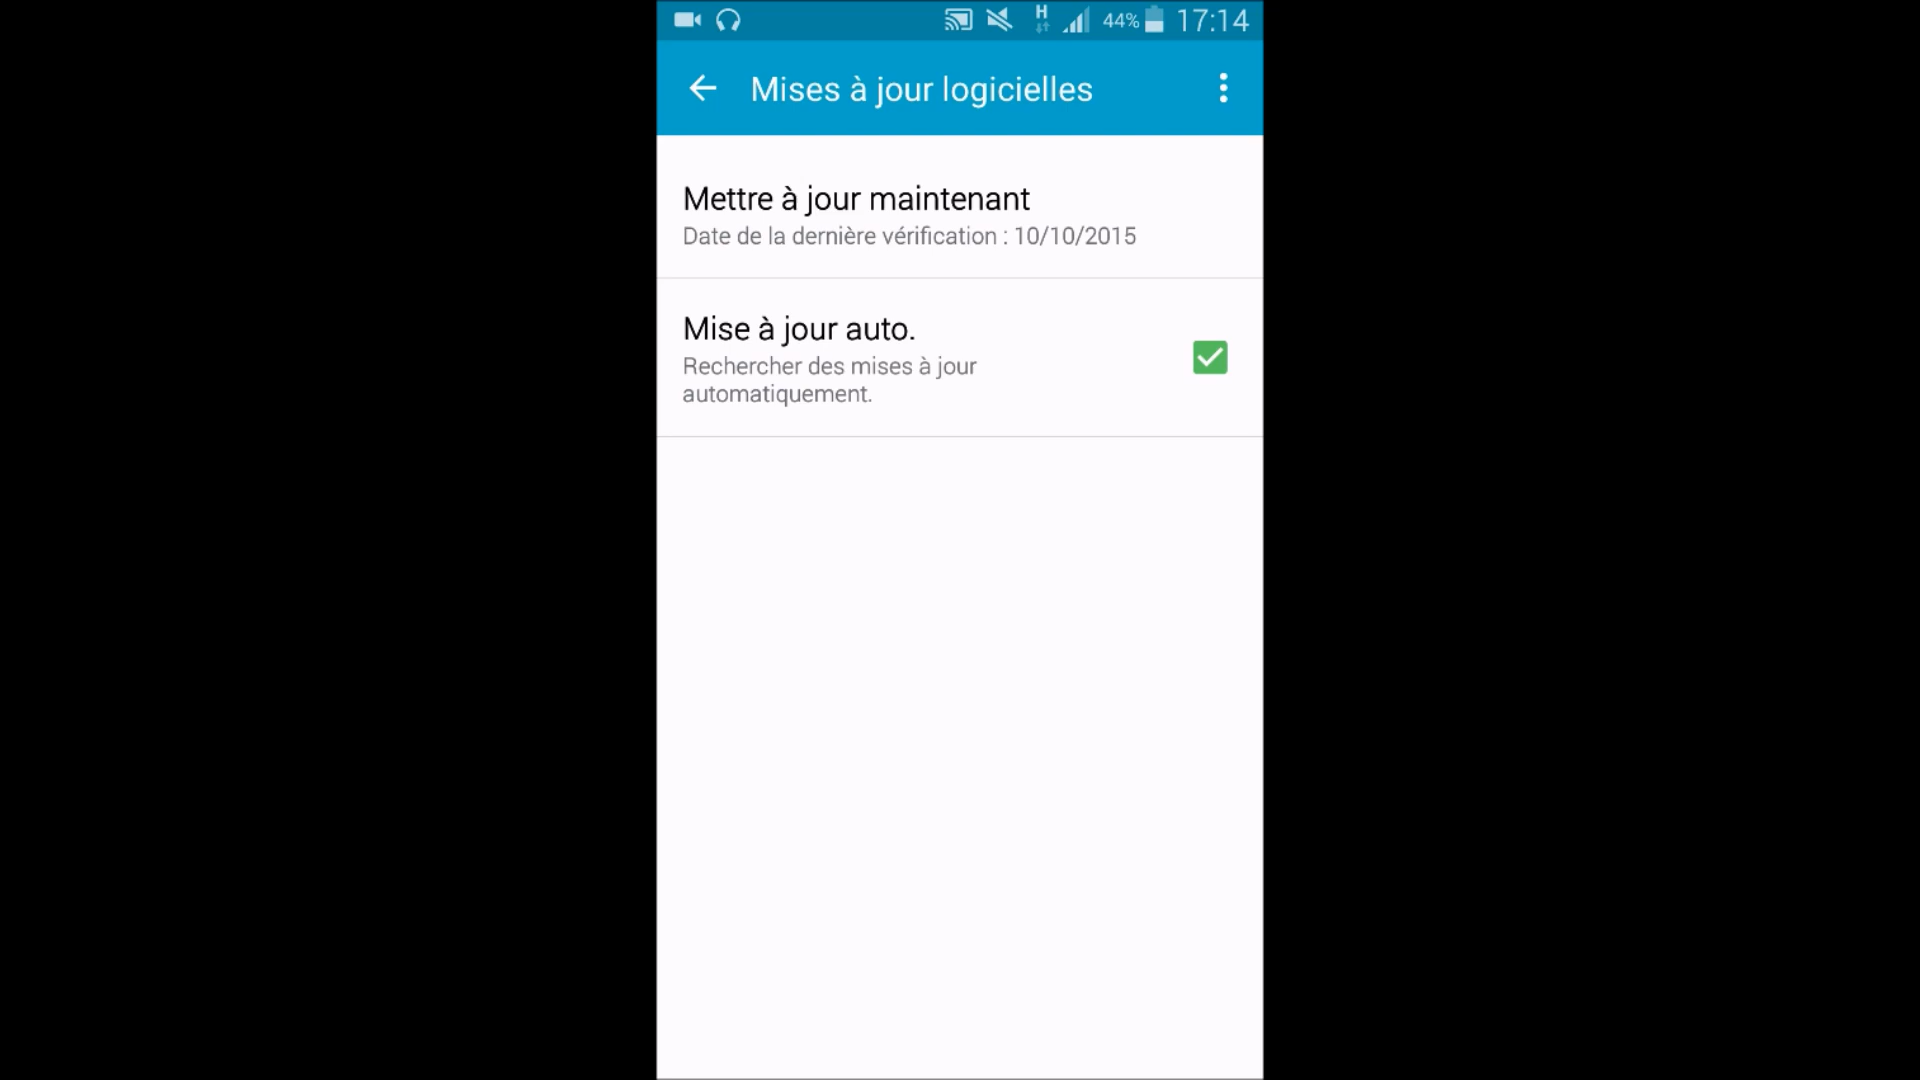 H
44%
17:14
Mises à jour logicielles
Mettre à jour maintenant
Date de la dernière vérification : 10/10/2015
Mise à jour auto.
Rechercher des mises à jour
automatiquement.